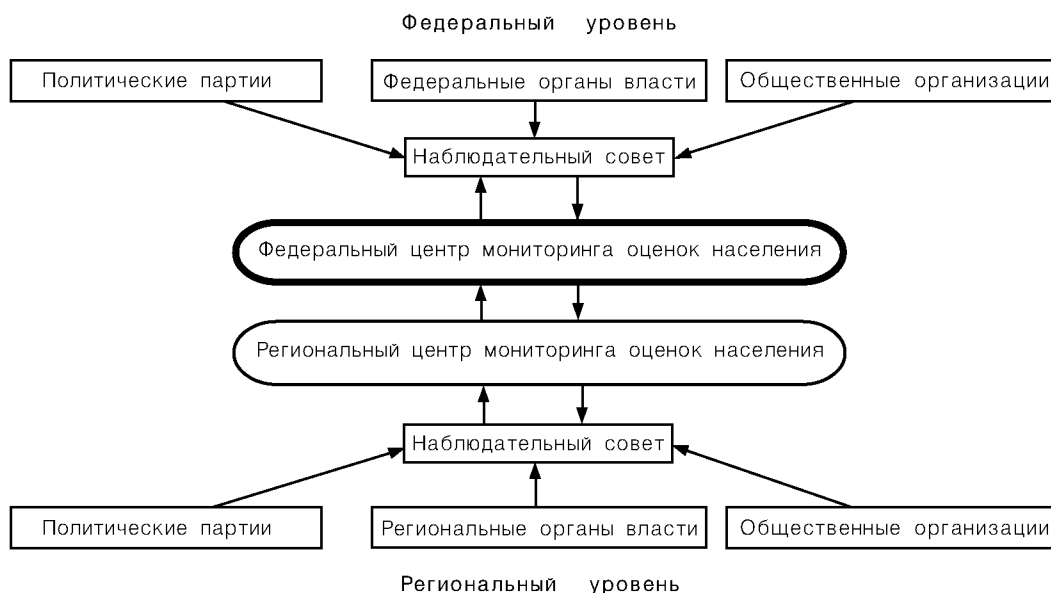 Федеральный уровень
Политические партии
Федеральные органы власти
Общественные организации
Наблюдательный совет
Федеральный центр мониторинга оценок населения
Региональный центр мониторинга оценок населения
Наблюдательный совет
Политические партии
Региональные органы власти
Общественные организации
Региональный уровень